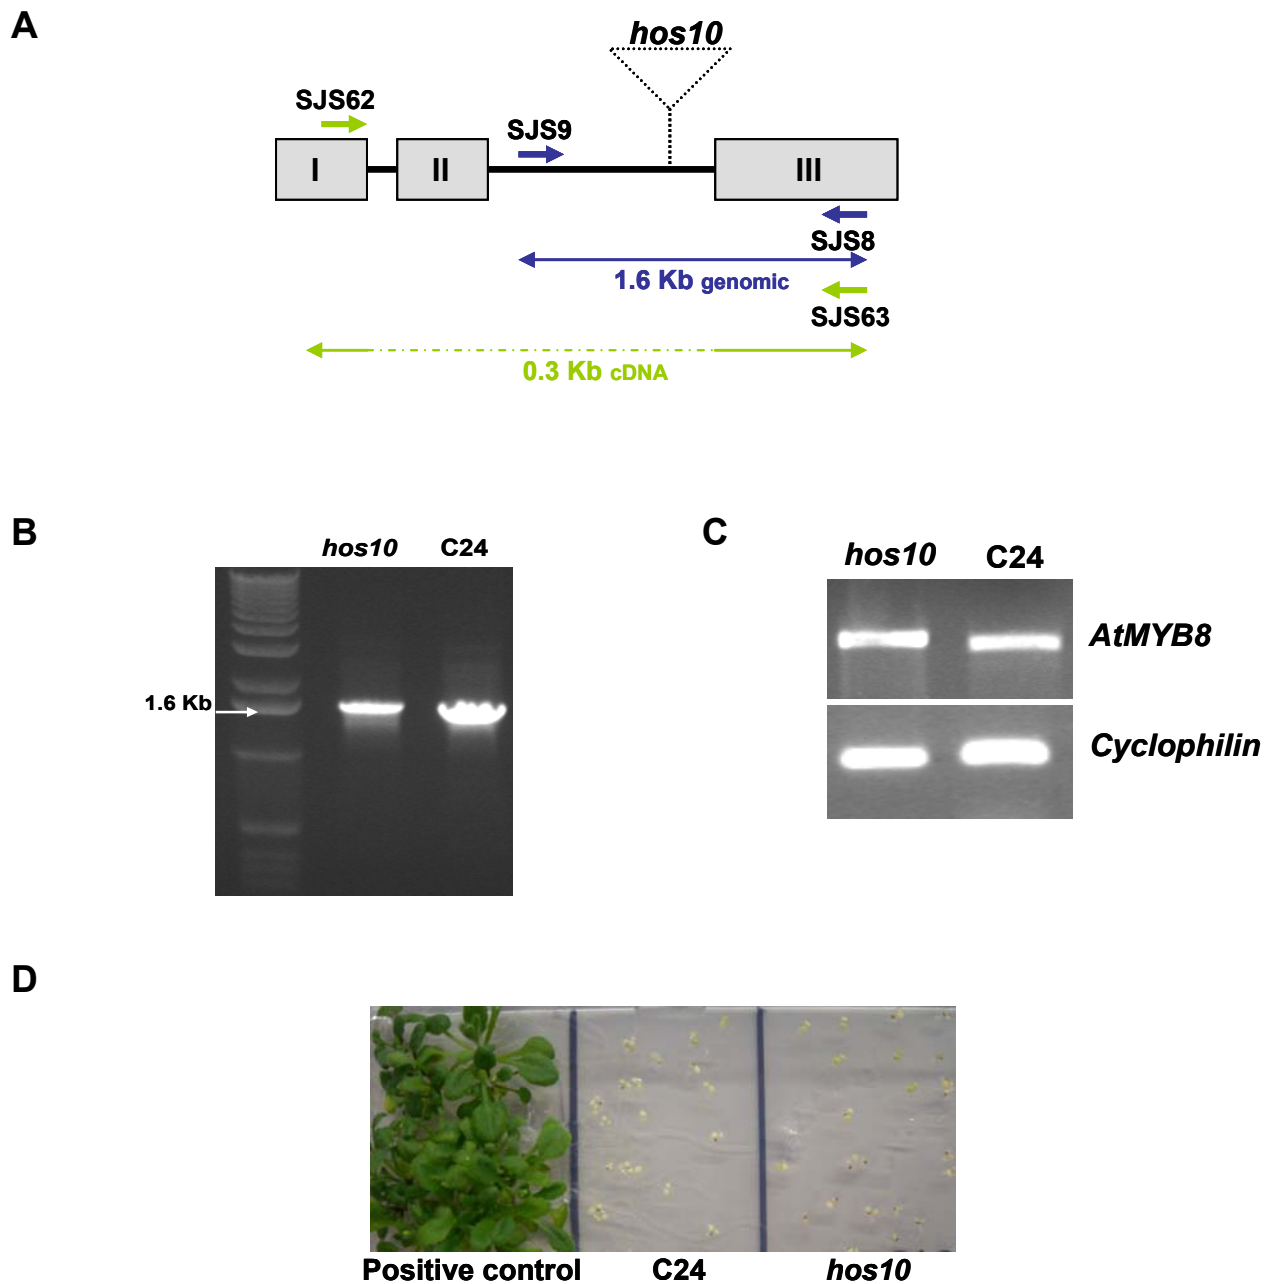 A
hos10
SJS62
SJS9
I
II
III
SJS8
1.6 Kb genomic
SJS63
0.3 Kb cDNA
B
hos10 C24
1.6 Kb
C
hos10 C24
AtMYB8
Cyclophilin
D
Positive control C24 hos10